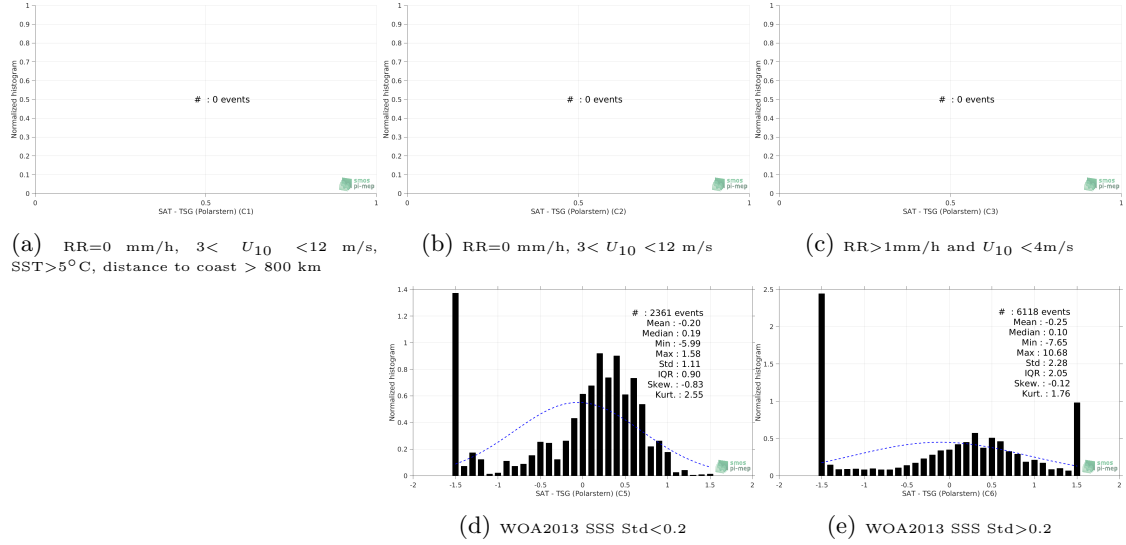 1
0.9
0.8
0.7
0.6
0.5
0.4
0.3
0.2
0.1
0
Normalized histogram
# : 0 events
smos
pi-mep
0 0.5 1
SAT - TSG (Polarstern) (C1)
(a) RR=0 mm/h, 3< U10 <12 m/s,
SST>5°C, distance to coast > 800 km
1
0.9
0.8
0.7
0.6
0.5
0.4
0.3
0.2
0.1
0
Normalized histogram
# : 0 events
smos
pi-mep
0 0.5 1
SAT - TSG (Polarstern) (C2)
(b) RR=0 mm/h, 3< U10 <12 m/s
1
0.9
0.8
0.7
0.6
0.5
0.4
0.3
0.2
0.1
0
Normalized histogram
# : 0 events
smos
pi-mep
0 0.5 1
SAT - TSG (Polarstern) (C3)
(c) RR>1mm/h and U10 <4m/s
1.4
1.2
1
0.8
0.6
0.4
0.2
0
Normalized histogram
# : 2361 events
Mean : -0.20
Median : 0.19
Min : -5.99
Max : 1.58
Std : 1.11
IQR : 0.90
Skew. : -0.83
Kurt. : 2.55
smos
pi-mep
-2 -1.5 -1 -0.5 0 0.5 1 1.5 2
SAT - TSG (Polarstern) (C5)
(d) WOA2013 SSS Std<0.2
2.5
2
1.5
1
0.5
0
Normalized histogram
# : 6118 events
Mean : -0.25
Median : 0.10
Min : -7.65
Max : 10.68
Std : 2.28
IQR : 2.05
Skew. : -0.12
Kurt. : 1.76
smos
pi-mep
-2 -1.5 -1 -0.5 0 0.5 1 1.5 2
SAT - TSG (Polarstern) (C6)
(e) WOA2013 SSS Std>0.2